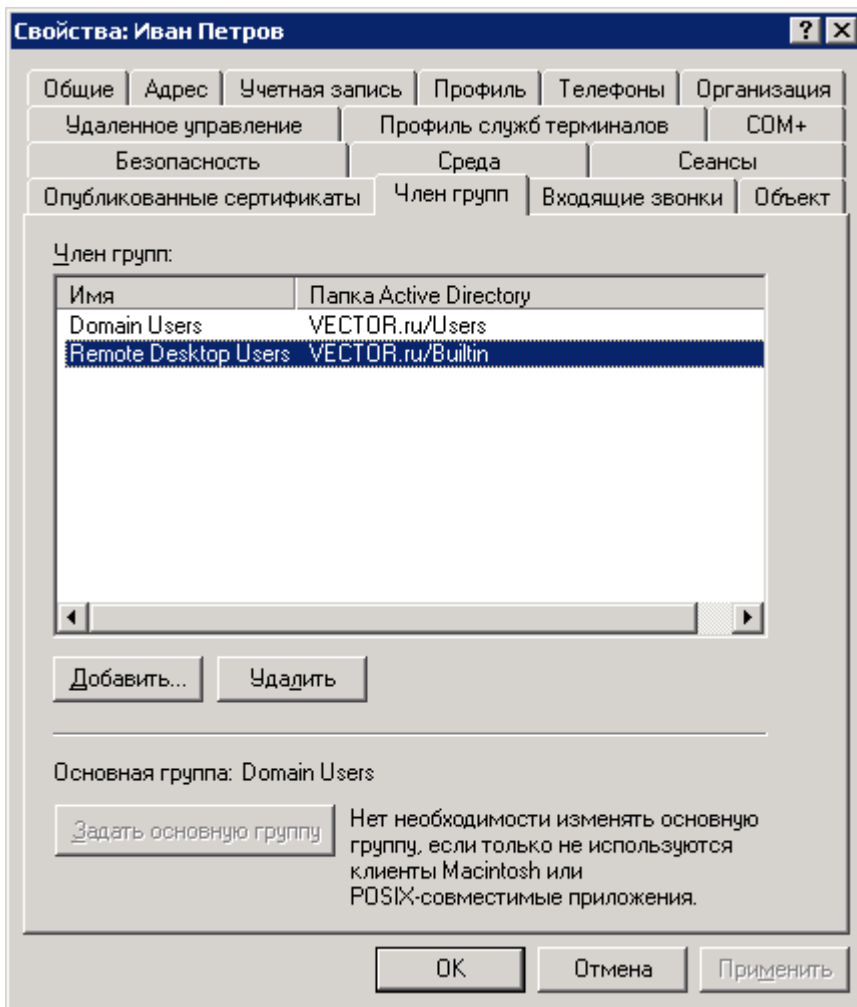 Свойства: Иван Петров
Общие Адрес Учетная запись Профиль Телефоны Организация
Удаленное управление Профиль служб терминалов COM+
Безопасность Среда Сеансы
Опубликованные сертификаты Член групп Входящие звонки Объект
Член групп:
Имя Папка Active Directory
Domain Users VECTOR.ru/Users
Remote Desktop Users VECTOR.ru/Builtin
Добавить... Удалить
Основная группа: Domain Users
Задать основную группу
Нет необходимости изменять основную
группу, если только не используются
клиенты Macintosh или
POSIX-совместимые приложения.
OK Отмена Применить